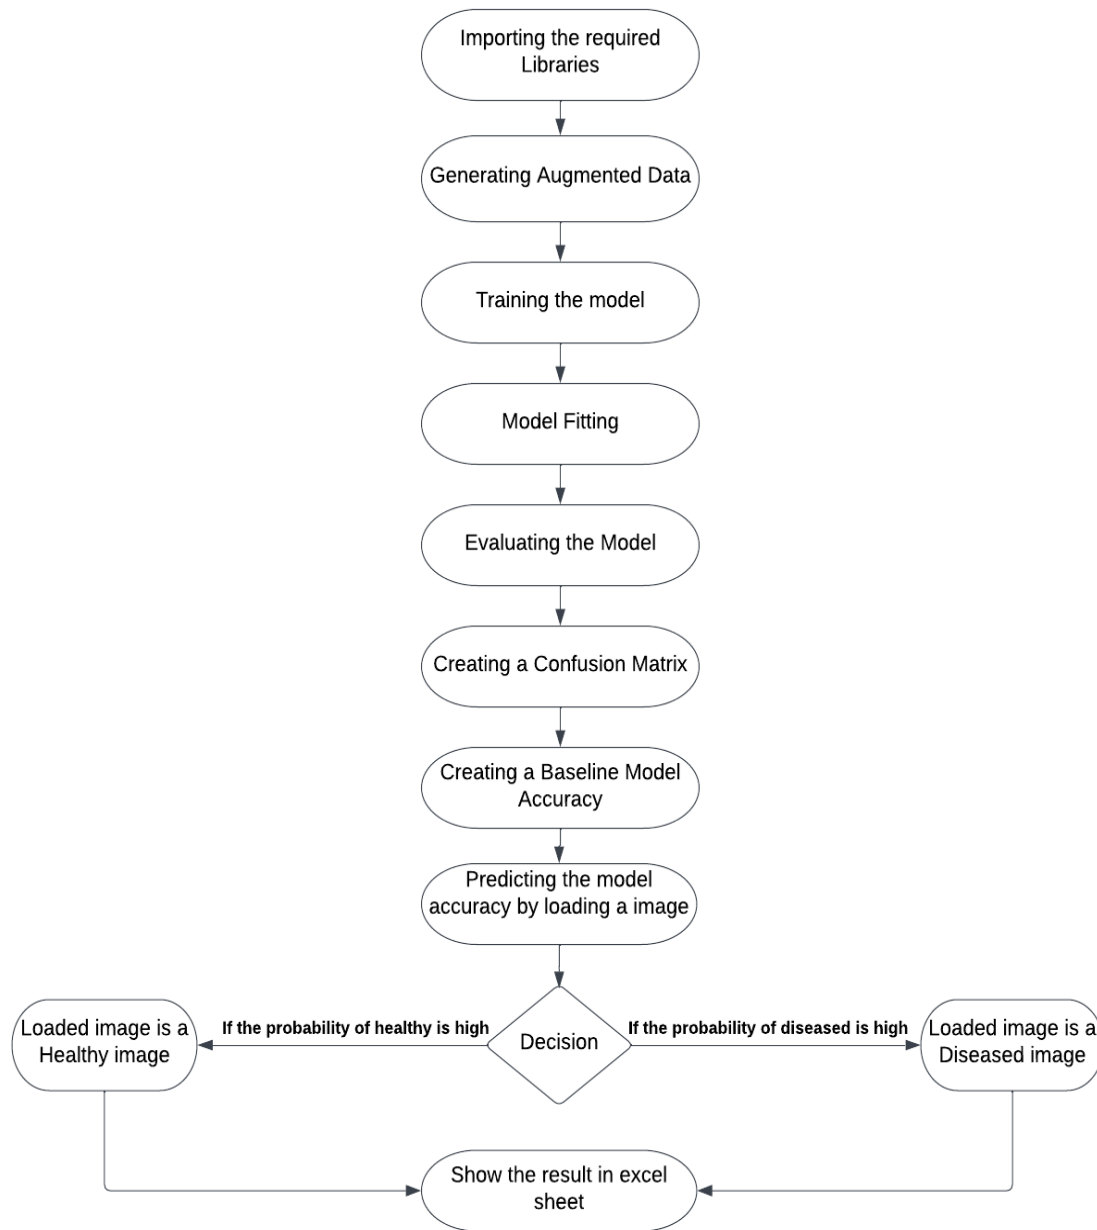 Importing the required
Libraries
Generating Augmented Data
Training the model
Model Fitting
Evaluating the Model
Creating a Confusion Matrix
Creating a Baseline Model
Accuracy
Predicting the model
accuracy by loading a image
Decision
If the probability of healthy is high
If the probability of diseased is high
Loaded image is a
Healthy image
Loaded image is a
Diseased image
Show the result in excel
sheet